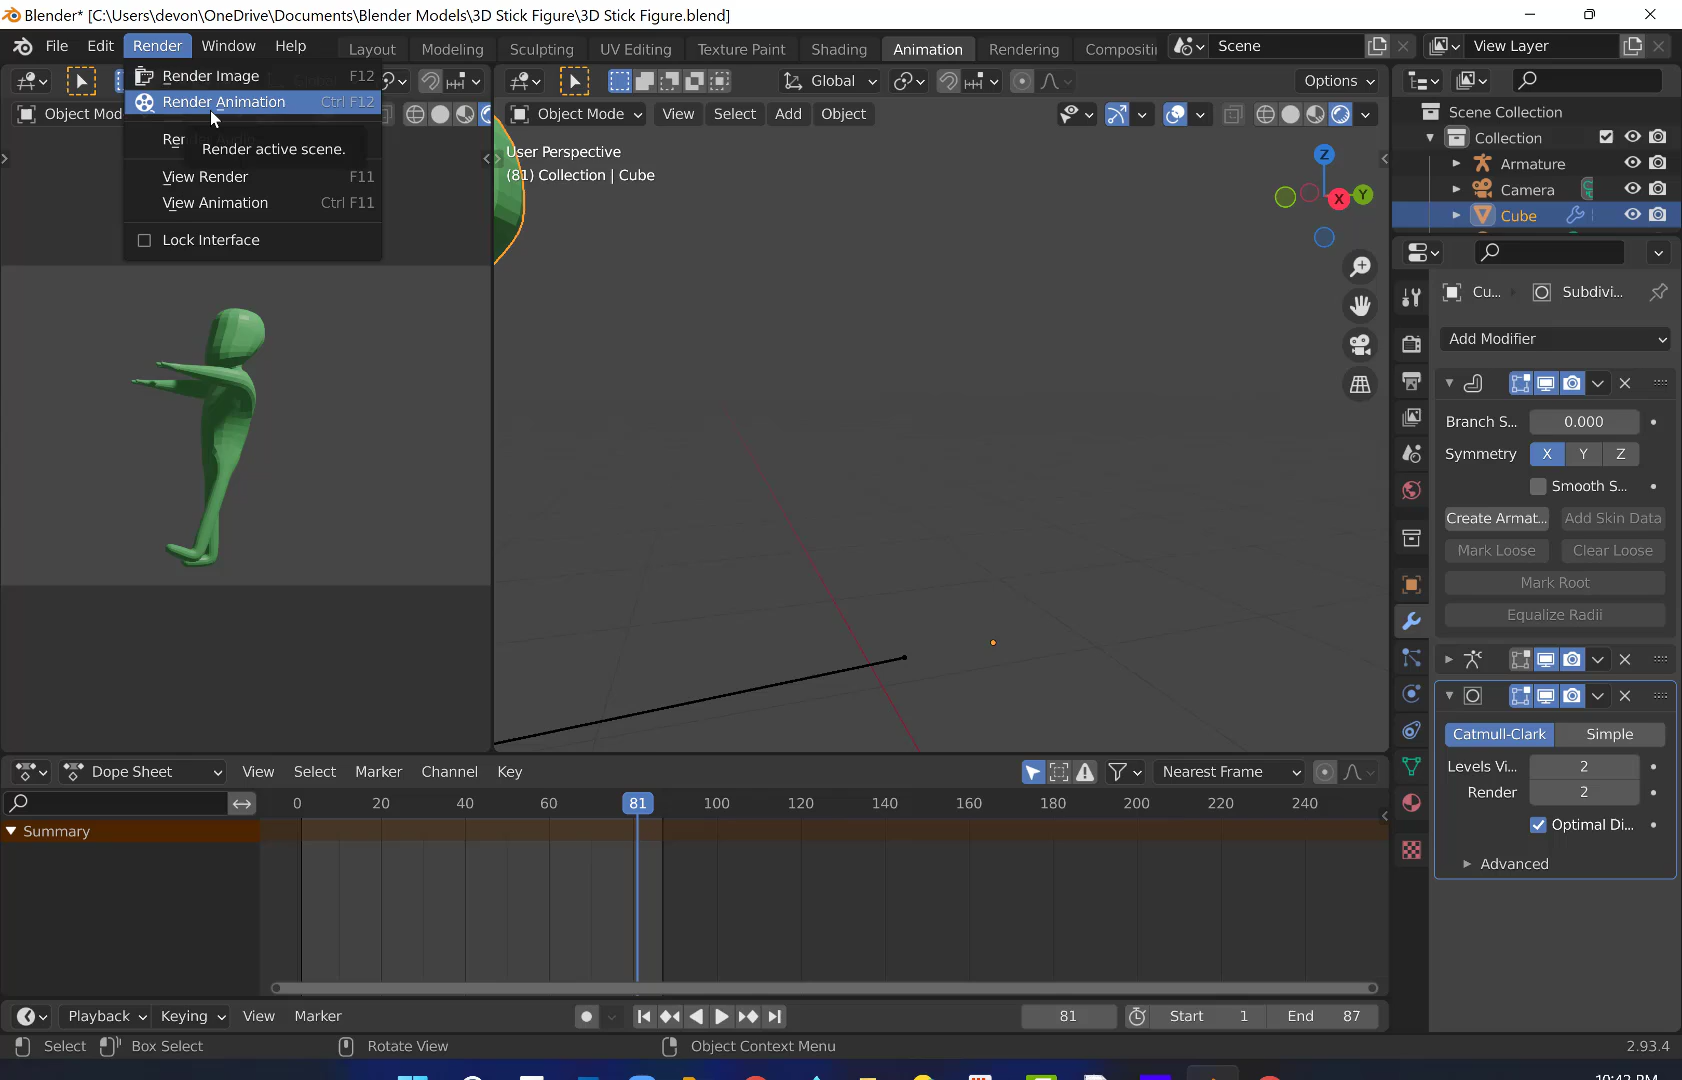 Blender* [C:\Users\devon\OneDrive\Documents\Blender Models\3D Stick Figure\3D Stick Figure.blend]
File Edit Render Window Help Layout Modeling Sculpting UV Editing Texture Paint Shading Animation Rendering Compositi Scene View Layer
Render Image F12
Render Animation Ctrl F12
Render active scene.
View Render F11
View Animation Ctrl F11
Lock Interface
Object Mod
Global Options
Object Mode View Select Add Object
User Perspective
(81) Collection | Cube
Z
Y
X
Scene Collection
Collection
Armature
Camera
Cube
Cu... Subdivi...
Add Modifier
Branch S... 0.000
Symmetry X Y Z
Smooth S...
Create Armat... Add Skin Data
Mark Loose Clear Loose
Mark Root
Equalize Radii
Catmull-Clark Simple
Levels Vi... 2
Render 2
Optimal Di...
Advanced
Dope Sheet View Select Marker Channel Key Nearest Frame
0 20 40 60 81 100 120 140 160 180 200 220 240
Summary
Playback Keying View Marker 81 Start 1 End 87
Select Box Select Rotate View Object Context Menu 2.93.4